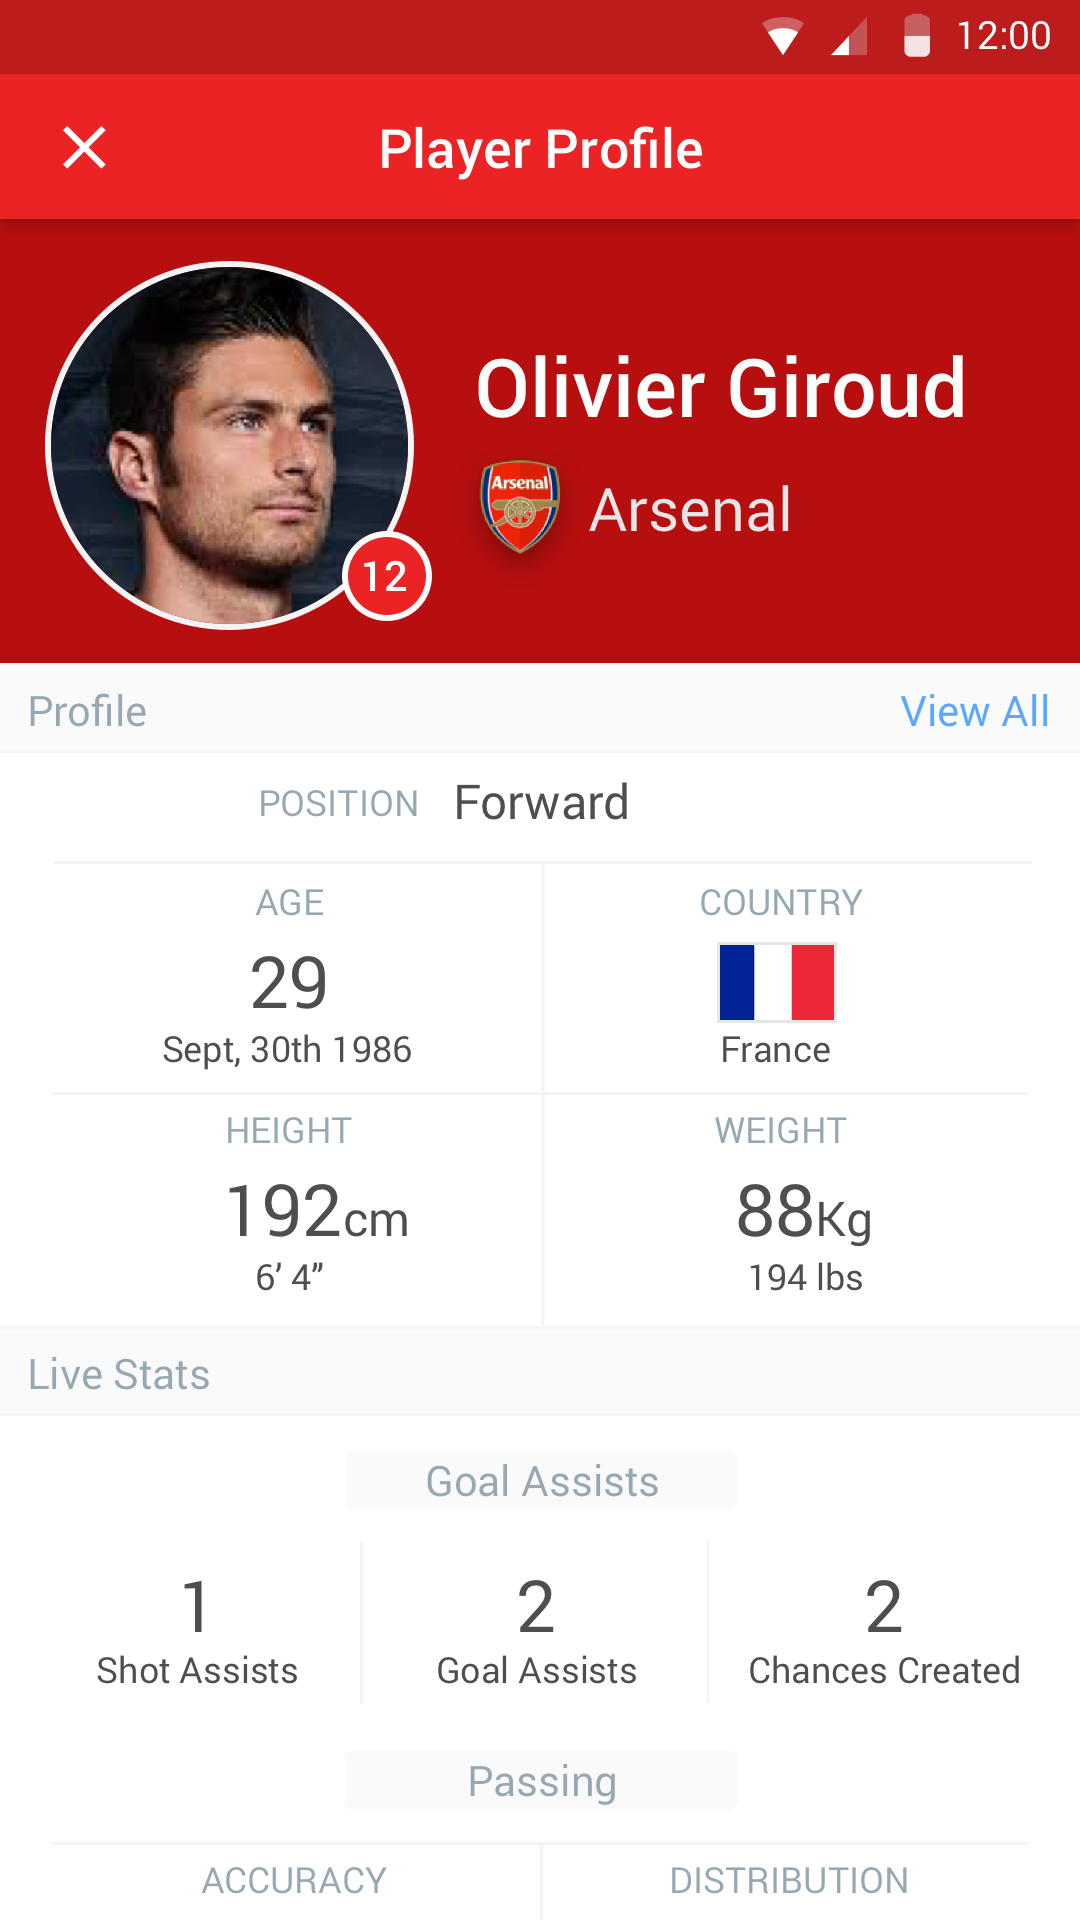 12:00
Player Profile
Olivier Giroud
Arsenal
Arsenal
12
Profile View All
POSITION Forward
AGE COUNTRY
29
Sept, 30th 1986 France
HEIGHT WEIGHT
192cm 88Kg
6’ 4” 194 lbs
Live Stats
Goal Assists
1 2 2
Shot Assists Goal Assists Chances Created
Passing
ACCURACY DISTRIBUTION